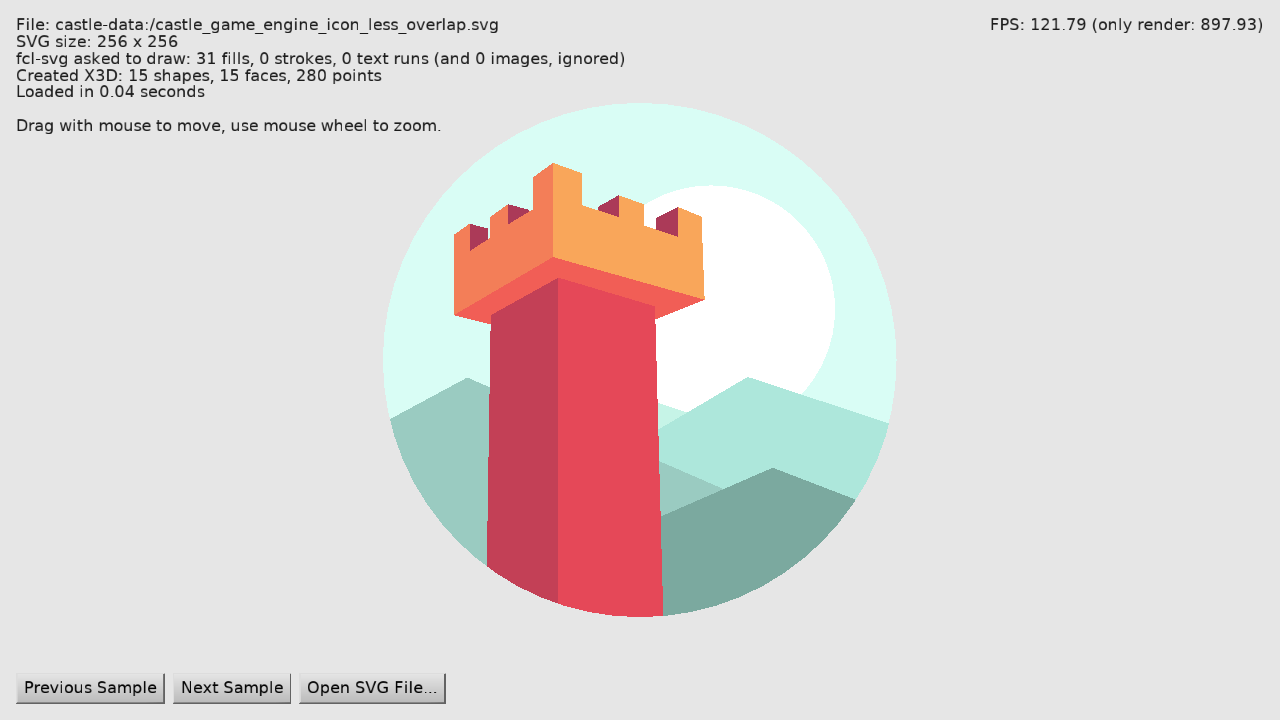 File: castle-data:/castle_game_engine_icon_less_overlap.svg
FPS: 121.79 (only render: 897.93)
SVG size: 256 x 256
fcl-svg asked to draw: 31 fills, 0 strokes, 0 text runs (and 0 images, ignored)
Created X3D: 15 shapes, 15 faces, 280 points
Loaded in 0.04 seconds
Drag with mouse to move, use mouse wheel to zoom.
Previous Sample
Next Sample
Open SVG File...